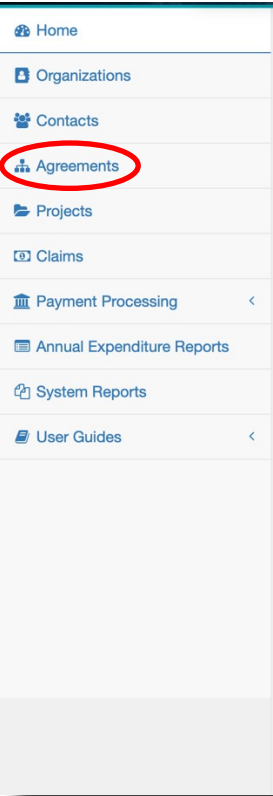 Home
Organizations
Contacts
Agreements
Projects
Claims
Payment Processing
Annual Expenditure Reports
System Reports
User Guides